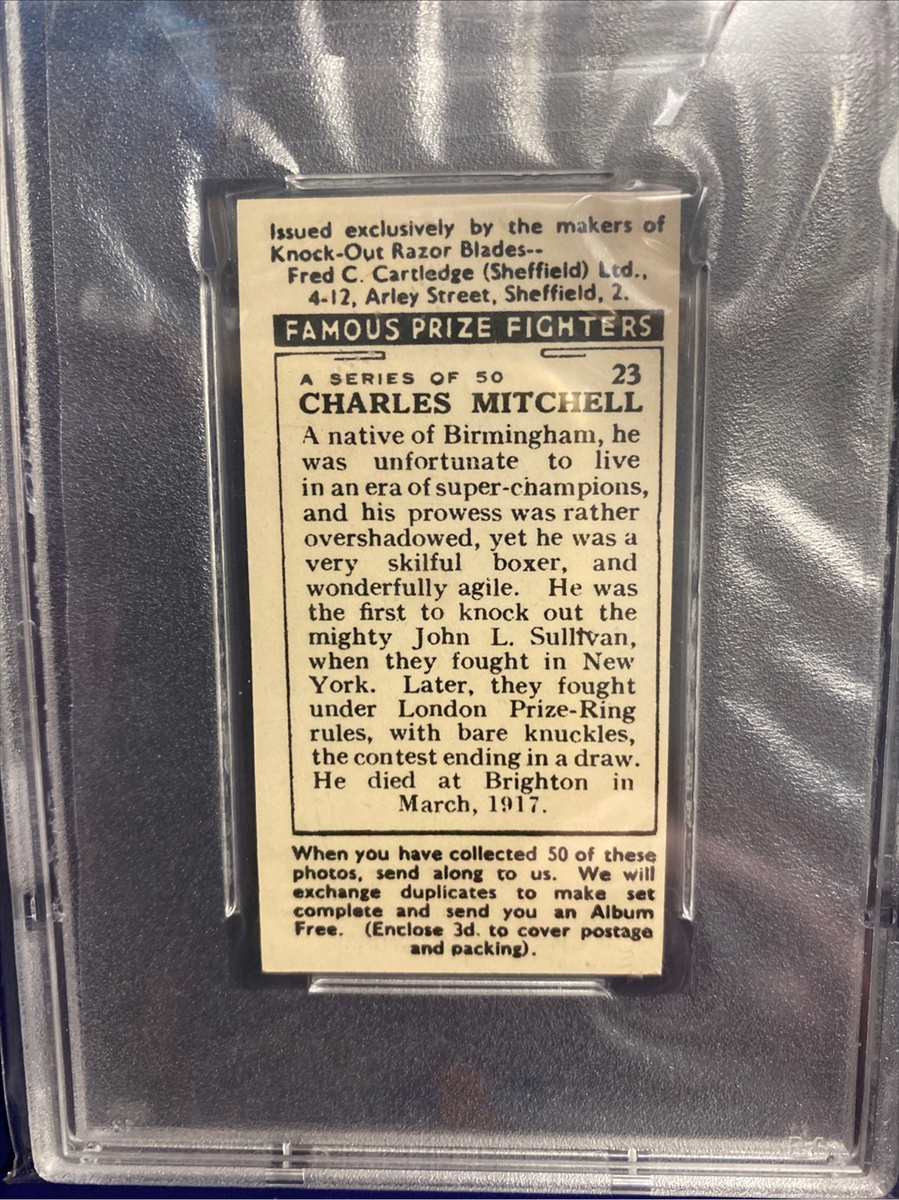 Issued exclusively by the makers of
Knock-Out Razor Blades--
Fred C. Cartledge (Sheffield) Ltd.,
4-12, Arley Street, Sheffield, 2.
FAMOUS PRIZE FIGHTERS
A SERIES OF 50 23
CHARLES MITCHELL
A native of Birmingham, he
was unfortunate to live
in an era of super-champions,
and his prowess was rather
overshadowed, yet he was a
very skilful boxer, and
wonderfully agile. He was
the first to knock out the
mighty John L. Sullivan,
when they fought in New
York. Later, they fought
under London Prize-Ring
rules, with bare knuckles,
the contest ending in a draw.
He died at Brighton in
March, 1917.
When you have collected 50 of these
photos, send along to us. We will
exchange duplicates to make set
complete and send you an Album
Free. (Enclose 3d. to cover postage
and packing).